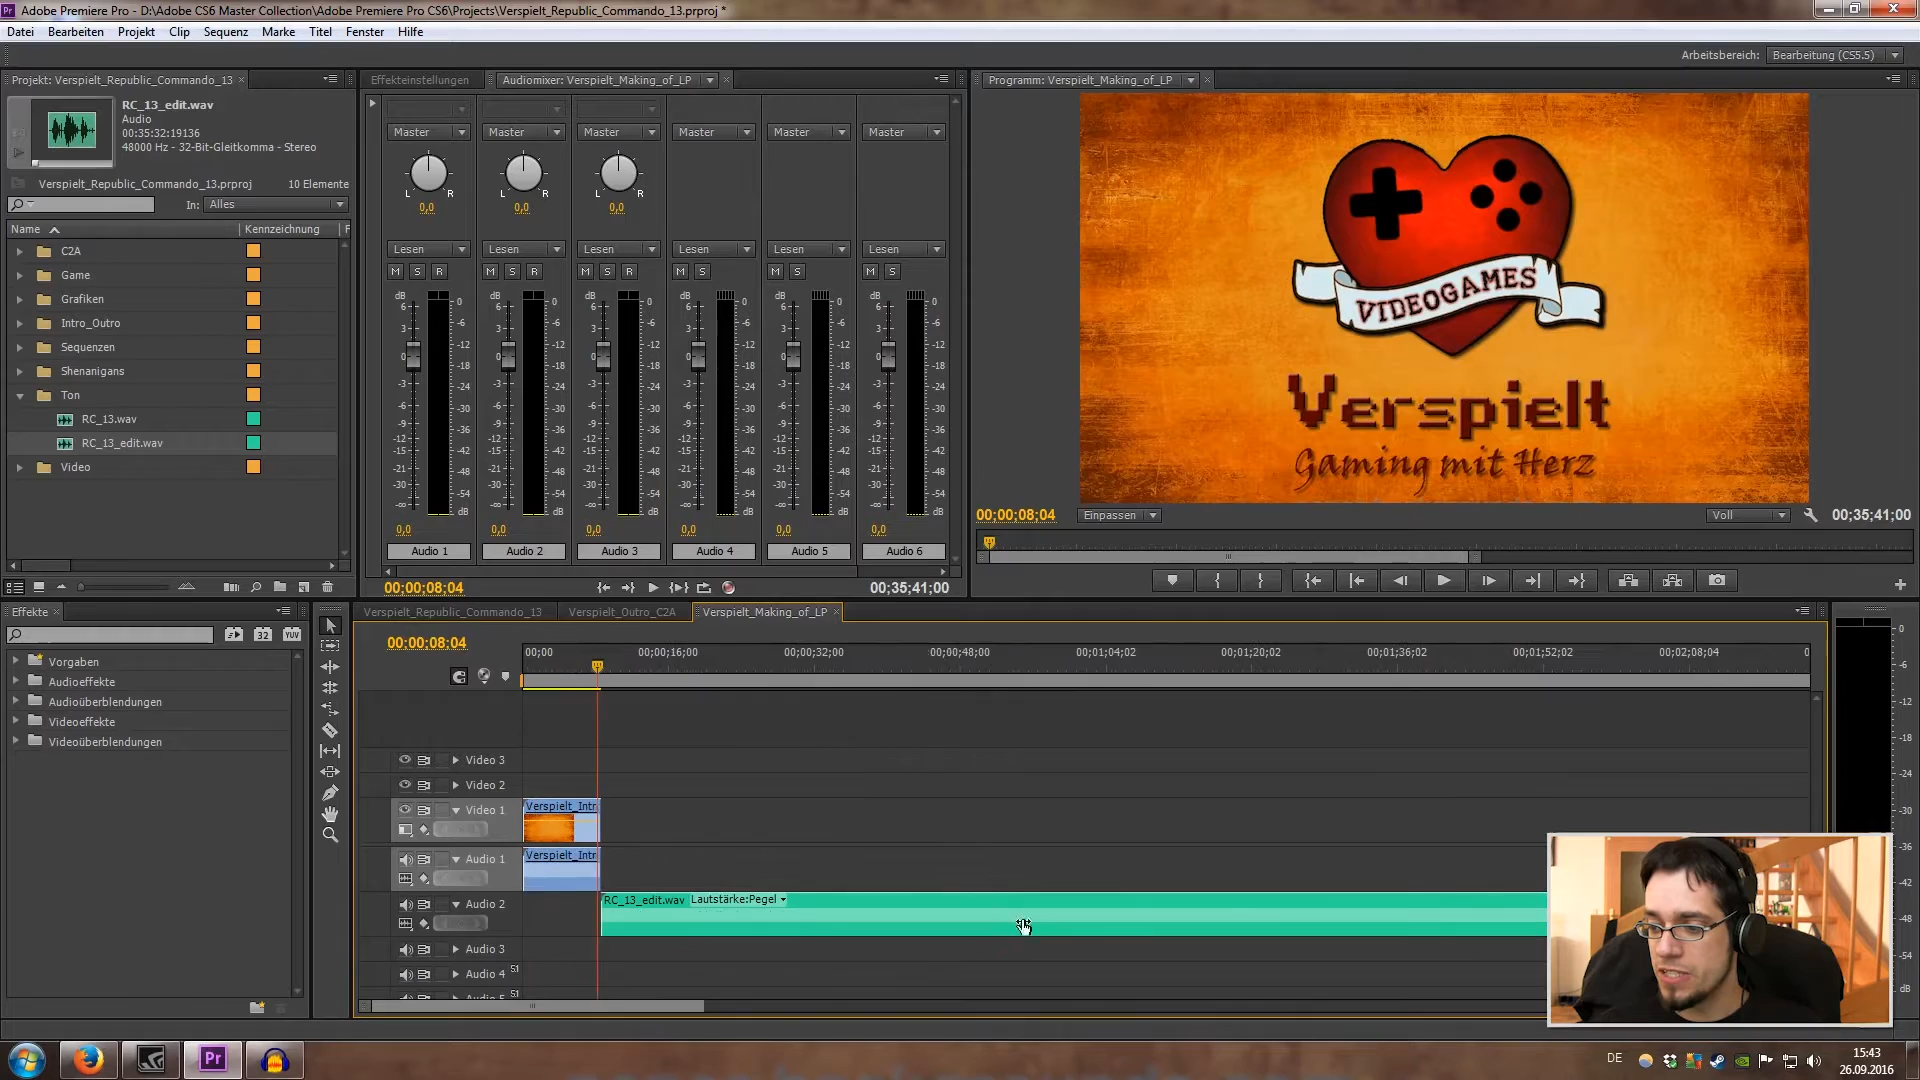 Adobe Premiere Pro - D:\Adobe CS6 Master Collection\Adobe Premiere Pro CS6\Projects\Verspielt_Republic_Commando_13.prproj *
Datei Bearbeiten Projekt Clip Sequenz Marke Titel Fenster Hilfe
Arbeitsbereich: Bearbeitung (CS5.5)
Projekt: Verspielt_Republic_Commando_13
Effekteinstellungen
Audiomixer: Verspielt_Making_of_LP
Programm: Verspielt_Making_of_LP
RC_13_edit.wav
Audio
00:35:32:19136
48000 Hz - 32-Bit-Gleitkomma - Stereo
Verspielt_Republic_Commando_13.prproj 10 Elemente
In: Alles
Name Kennzeichnung F
C2A
Game
Grafiken
Intro_Outro
Sequenzen
Shenanigans
Ton
RC_13.wav
RC_13_edit.wav
Video
Master Master Master Master Master Master
L R L R L R
0,0 0,0 0,0
Lesen Lesen Lesen Lesen Lesen Lesen
M S R M S R M S R M S M S M S
0,0 0,0 0,0 0,0 0,0 0,0
Audio 1 Audio 2 Audio 3 Audio 4 Audio 5 Audio 6
00;00;08;04 00;35;41;00
VIDEOGAMES
Verspielt
Gaming mit Herz
00;00;08;04 Einpassen Voll 00;35;41;00
Effekte
32 YUV
Vorgaben
Audioeffekte
Audioüberblendungen
Videoeffekte
Videoüberblendungen
Verspielt_Republic_Commando_13 Verspielt_Outro_C2A Verspielt_Making_of_LP
00;00;08;04
00;00 00;00;16;00 00;00;32;00 00;00;48;00 00;01;04;02 00;01;20;02 00;01;36;02 00;01;52;02 00;02;08;04
Video 3
Video 2
Video 1 Verspielt_Intr
Audio 1 Verspielt_Intr
Audio 2 RC_13_edit.wav Lautstärke:Pegel
Audio 3
Audio 4
DE
15:43
26.09.2016